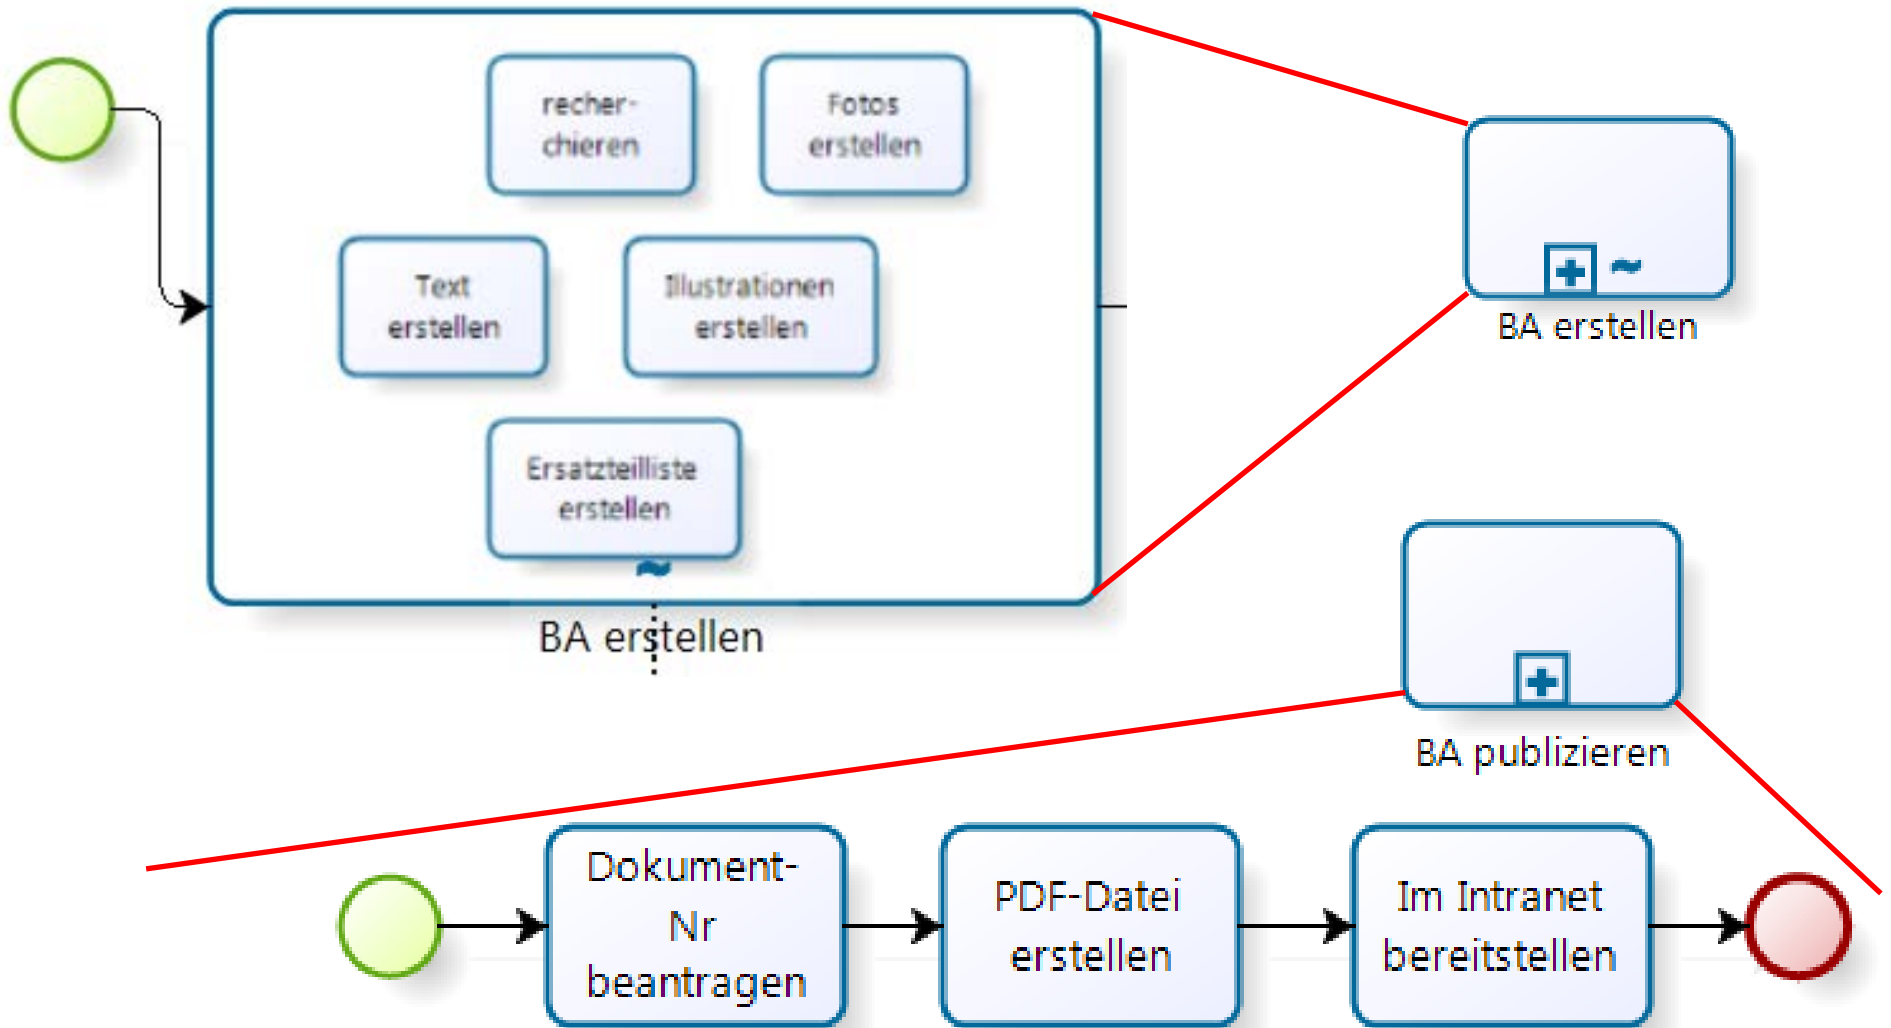 recher-
chieren
Fotos
erstellen
Text
erstellen
Illustrationen
erstellen
Ersatzteilliste
erstellen
BA erstellen
BA erstellen
BA publizieren
Dokument-
Nr
beantragen
PDF-Datei
erstellen
Im Intranet
bereitstellen